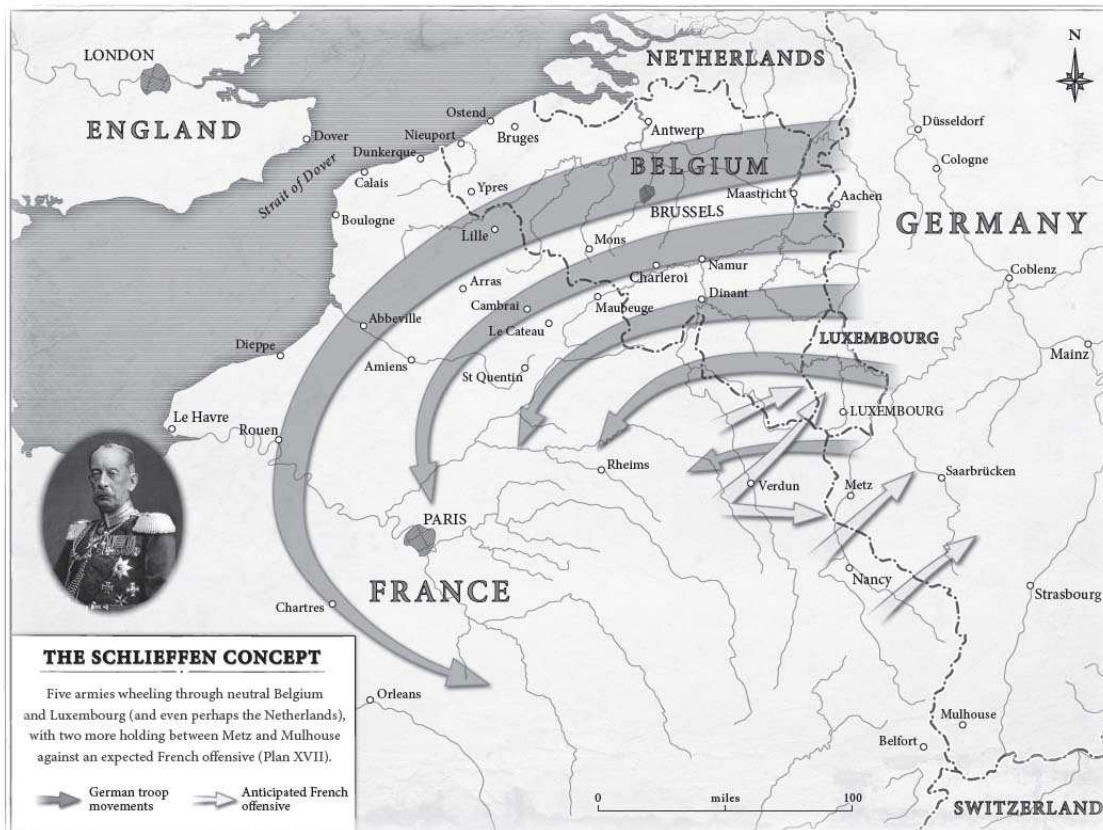 LONDON
NETHERLANDS
N
ENGLAND
Ostend
Dover
Nieuport
Bruges
Antwerp
Düsseldorf
Dunkerque
Strait of Dover
Calais
BELGIUM
Cologne
Ypres
Maastricht
Aachen
Boulogne
BRUSSELS
GERMANY
Lille
Mons
Charleroi
Namur
Coblenz
Arras
Dinant
Cambrai
Maubeuge
Abbeville
Le Cateau
LUXEMBOURG
Dieppe
Amiens
St Quentin
Mainz
Le Havre
LUXEMBOURG
Rouen
Rheims
Saarbrücken
Verdun
Metz
PARIS
Nancy
FRANCE
Strasbourg
Chartres
Orleans
Mulhouse
Belfort
SWITZERLAND
THE SCHLIEFFEN CONCEPT
Five armies wheeling through neutral Belgium
and Luxembourg (and even perhaps the Netherlands),
with two more holding between Metz and Mulhouse
against an expected French offensive (Plan XVII).
German troop
movements
Anticipated French
offensive
0 miles 100